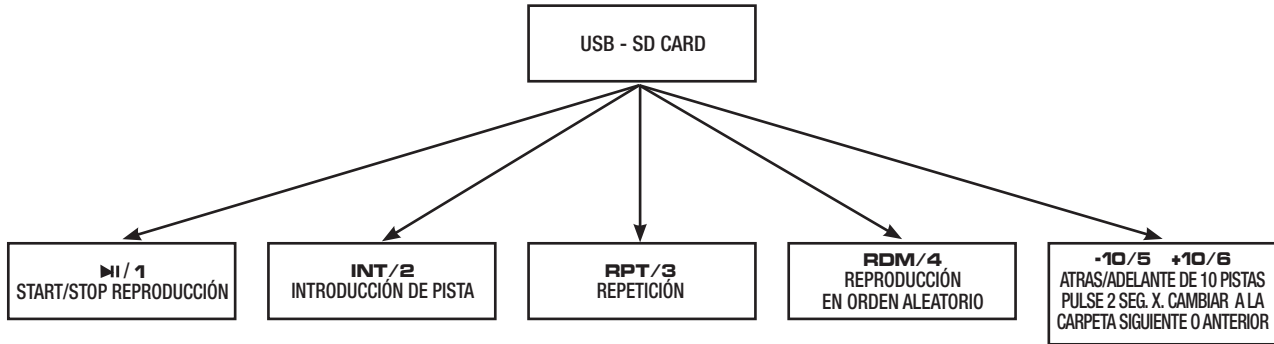 USB - SD CARD
⏯/1
START/STOP REPRODUCCIÓN
INT/2
INTRODUCCIÓN DE PISTA
RPT/3
REPETICIÓN
RDM/4
REPRODUCCIÓN
EN ORDEN ALEATORIO
-10/5 +10/6
ATRAS/ADELANTE DE 10 PISTAS
PULSE 2 SEG. X. CAMBIAR A LA
CARPETA SIGUIENTE O ANTERIOR